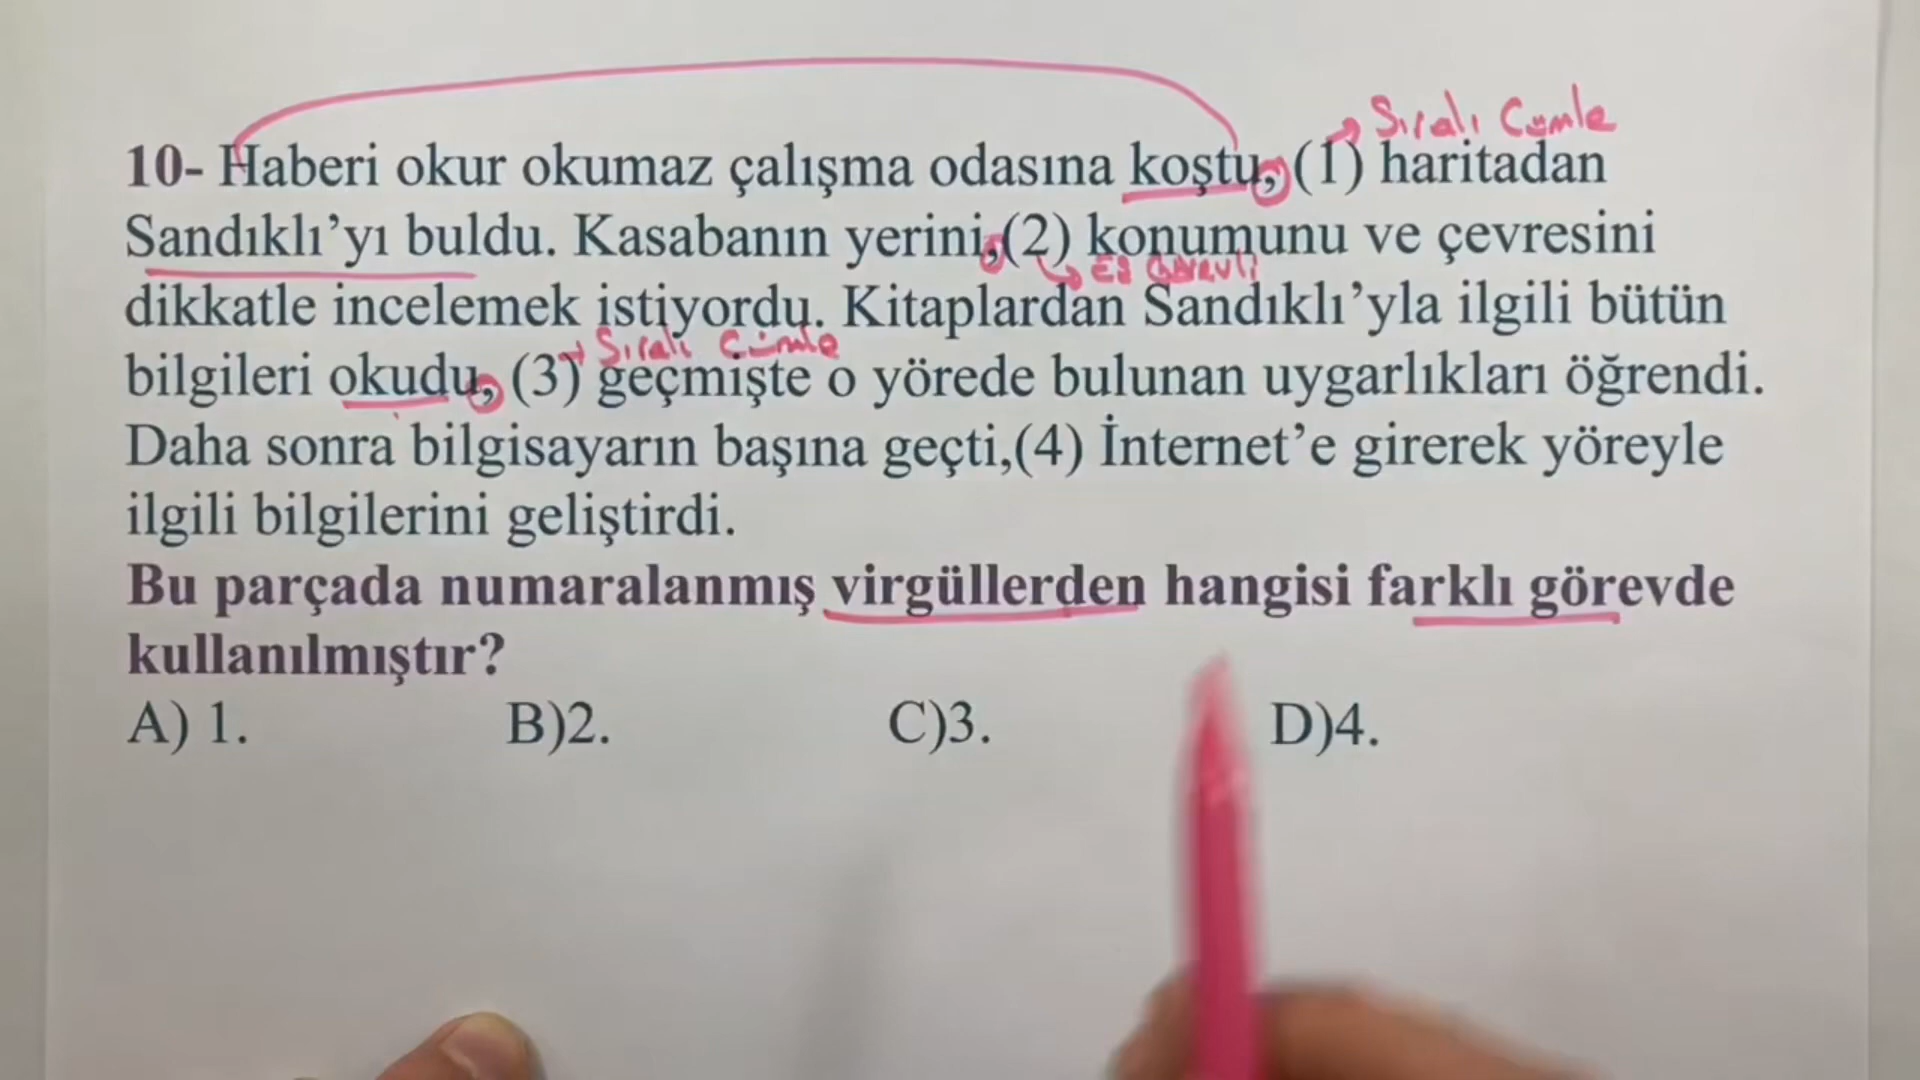 Sıralı Cümle
10- Haberi okur okumaz çalışma odasına koştu, (1) haritadan
Sandıklı’yı buldu. Kasabanın yerini,(2) konumunu ve çevresini
Eş Görevli
dikkatle incelemek istiyordu. Kitaplardan Sandıklı’yla ilgili bütün
Sıralı Cümle
bilgileri okudu, (3) geçmişte o yörede bulunan uygarlıkları öğrendi.
Daha sonra bilgisayarın başına geçti,(4) İnternet’e girerek yöreyle
ilgili bilgilerini geliştirdi.
Bu parçada numaralanmış virgüllerden hangisi farklı görevde
kullanılmıştır?
A) 1. B)2. C)3. D)4.